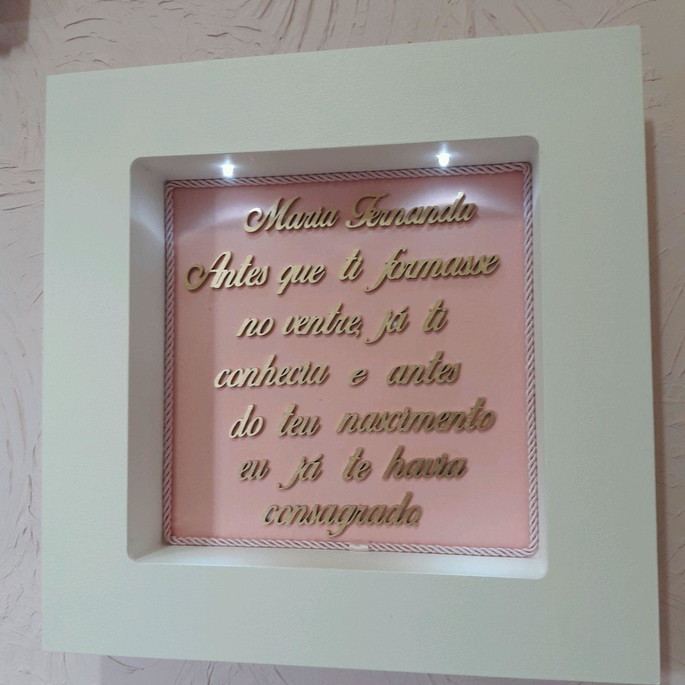 Maria Fernanda
Antes que ti formasse
no ventre, já ti
conhecia e antes
do teu nascimento
eu já te havia
consagrado.